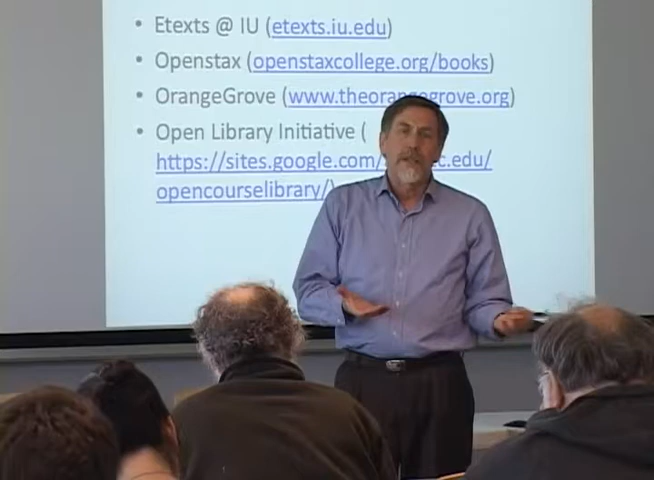 • Etexts @ IU (etexts.iu.edu)
• Openstax (openstaxcollege.org/books)
• OrangeGrove (www.theorangegrove.org)
• Open Library Initiative (
https://sites.google.com/ c.edu/
opencourselibrary/)